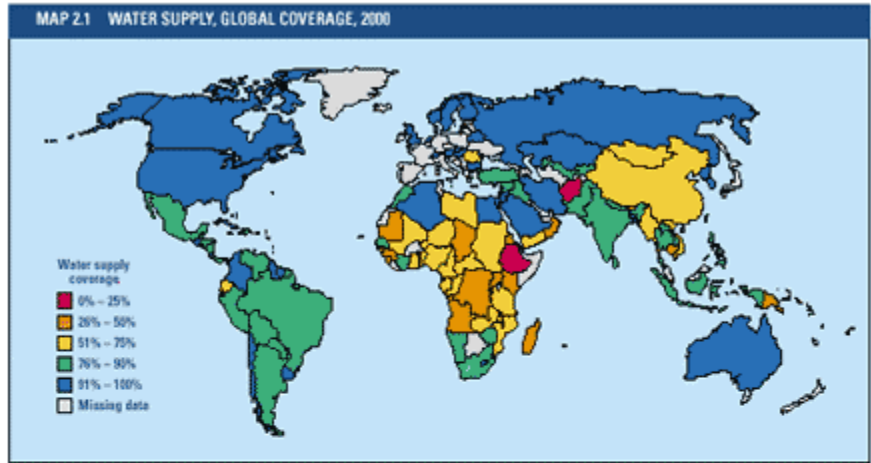 MAP 2.1 WATER SUPPLY, GLOBAL COVERAGE, 2000
Water supply
coverage
0% – 25%
26% – 50%
51% – 75%
76% – 90%
91% – 100%
Missing data